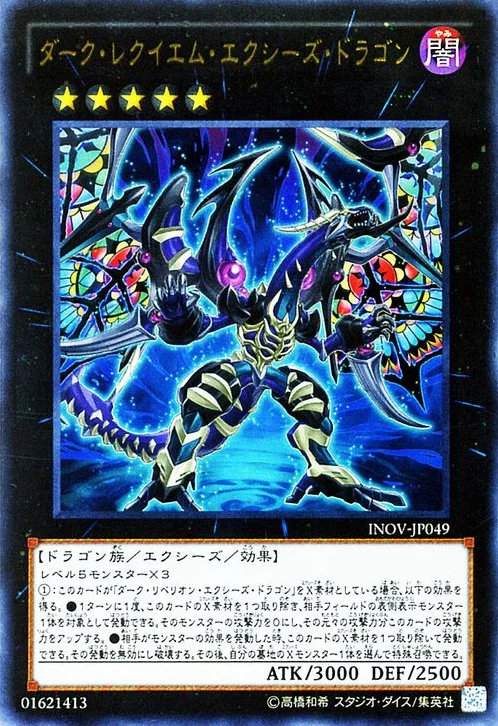 ダーク・レクイエム・エクシーズ・ドラゴン
闇
やみ
INOV-JP049
【ドラゴン族／エクシーズ／効果】
レベル５モンスター×３
①：このカードが「ダーク・リベリオン・エクシーズ・ドラゴン」をX素材としている場合、以下の効果を
得る。●1ターンに1度、このカードのX素材を1つ取り除き、相手フィールドの表側表示モンスター
1体を対象として発動できる。そのモンスターの攻撃力を0にし、その元々の攻撃力分このカードの攻撃
力をアップする。●相手がモンスターの効果を発動した時、このカードのX素材を1つ取り除いて発動
できる。その発動を無効にし破壊する。その後、自分の墓地のXモンスター1体を選んで特殊召喚できる。
ATK/3000 DEF/2500
01621413
©高橋和希 スタジオ・ダイス/集英社